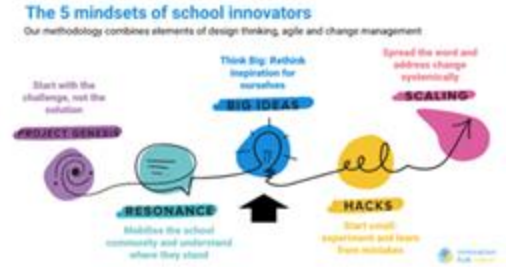 The 5 mindsets of school innovators
Our methodology combines elements of design thinking, agile and change management
Start with the
challenge, not the
solution
PROJECT GENESIS
RESONANCE
Mobilise the school
community and understand
where they stand
Think Big: Rethink
inspiration for
ourselves
BIG IDEAS
HACKS
Start small:
experiment and learn
from mistakes
Spread the word and
address change
systemically
SCALING
innovation
hub